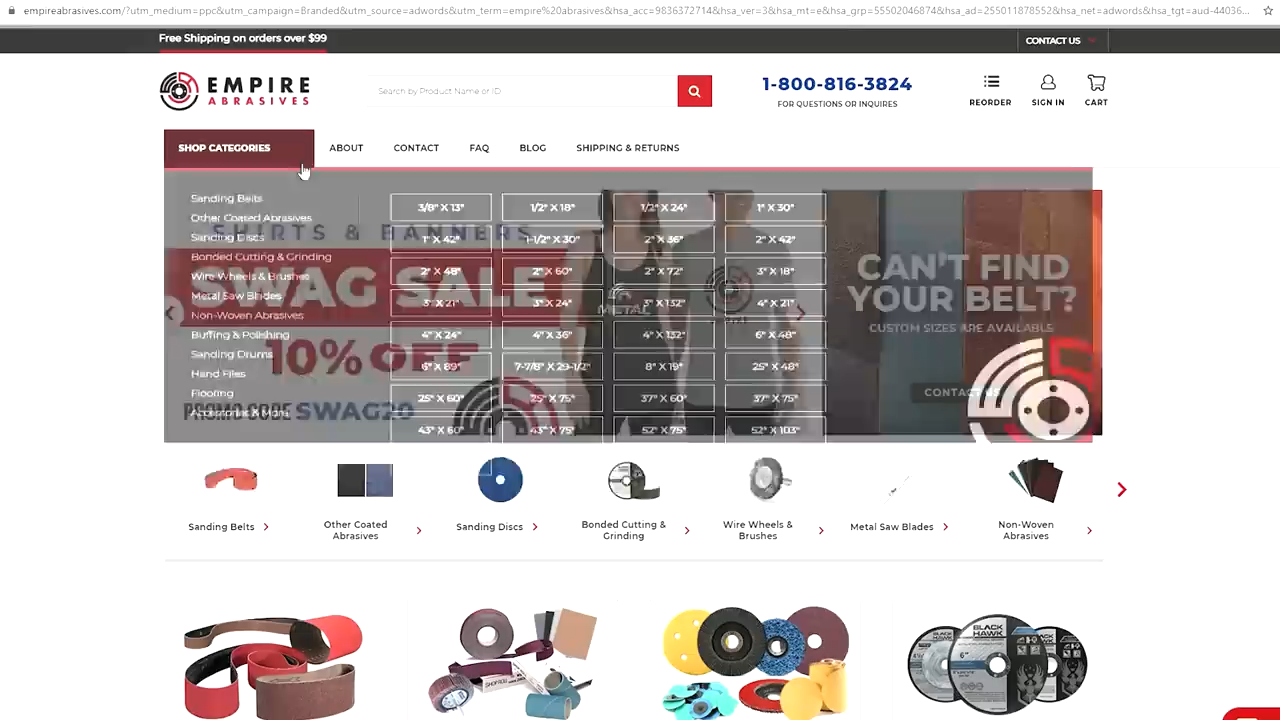 empireabrasives.com/?utm_medium=ppc&utm_campaign=Branded&utm_source=adwords&utm_term=empire%20abrasives&hsa_acc=9836372714&hsa_ver=3&hsa_mt=e&hsa_grp=55502046874&hsa_ad=255011878552&hsa_net=adwords&hsa_tgt=aud-44036...
Free Shipping on orders over $99
CONTACT US
EMPIRE
ABRASIVES
Search by Product Name or ID
1-800-816-3824
FOR QUESTIONS OR INQUIRES
REORDER
SIGN IN
CART
SHOP CATEGORIES
ABOUT
CONTACT
FAQ
BLOG
SHIPPING & RETURNS
Sanding Belts
Other Coated Abrasives
Sanding Discs
Bonded Cutting & Grinding
Wire Wheels & Brushes
Metal Saw Blades
Non-Woven Abrasives
Buffing & Polishing
Sanding Drums
Hand Files
Flooring
Accessories & More
3/8" X 13" 1/2" X 18" 1/2" X 24" 1" X 30"
1" X 42" 1-1/2" X 30" 2" X 36" 2" X 42"
2" X 48" 2" X 60" 2" X 72" 3" X 18"
3" X 21" 3" X 24" 3" X 132" 4" X 21"
4" X 24" 4" X 36" 4" X 132" 6" X 48"
6" X 89" 7-7/8" X 29-1/2" 8" X 19" 25" X 48"
25" X 60" 25" X 75" 37" X 60" 37" X 75"
43" X 60" 43" X 75" 52" X 75" 52" X 103"
SHIRTS & BANNERS
SWAG SALE
10% OFF
PROMO CODE SWAG20
METAL
CAN'T FIND
YOUR BELT?
CUSTOM SIZES ARE AVAILABLE
CONTACT US
Sanding Belts
Other Coated
Abrasives
Sanding Discs
Bonded Cutting &
Grinding
Wire Wheels &
Brushes
Metal Saw Blades
Non-Woven
Abrasives
BLACK
HAWK
6"